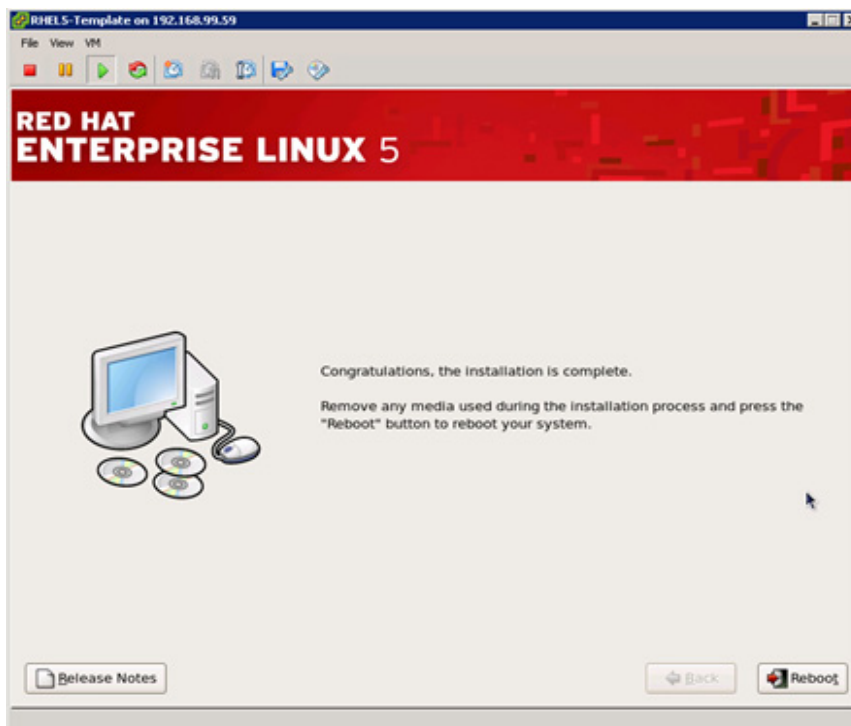 RHEL5-Template on 192.168.99.59
File View VM
RED HAT
ENTERPRISE LINUX 5
Congratulations, the installation is complete.
Remove any media used during the installation process and press the
"Reboot" button to reboot your system.
Release Notes
Back
Reboot